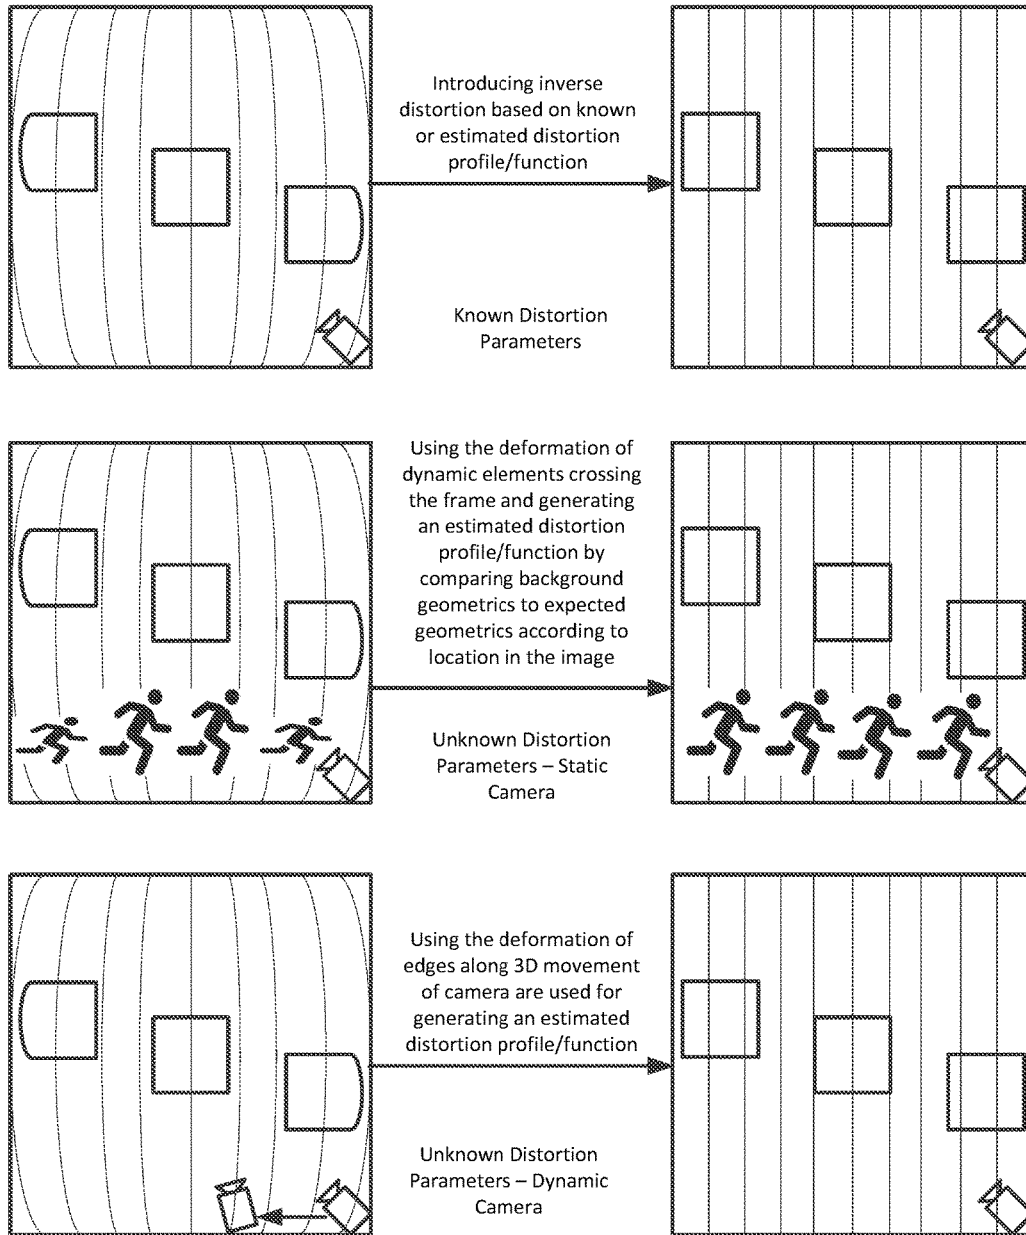 Introducing inverse
distortion based on known
or estimated distortion
profile/function
Known Distortion
Parameters
Using the deformation of
dynamic elements crossing
the frame and generating
an estimated distortion
profile/function by
comparing background
geometrics to expected
geometrics according to
location in the image
Unknown Distortion
Parameters – Static
Camera
Using the deformation of
edges along 3D movement
of camera are used for
generating an estimated
distortion profile/function
Unknown Distortion
Parameters – Dynamic
Camera